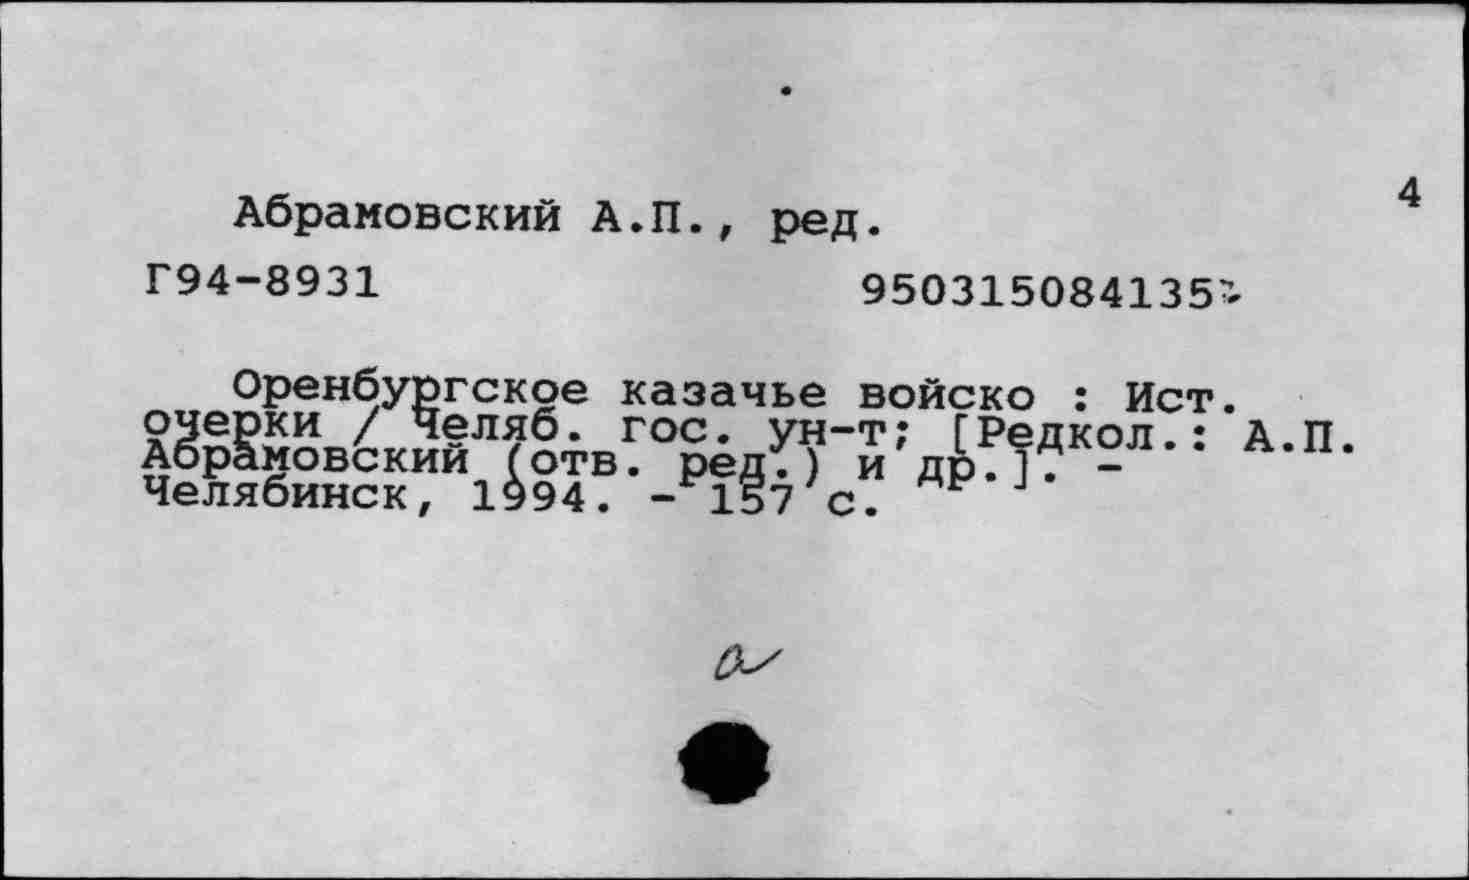 4
Абрамовский А.П., ред.
Г94-8931 950315084135
Оренбургское казачье войско : Ист.
очерки / Челяб. гос. ун-т; [Редкол.: А.П.
Абрамовский (отв. ред.) и др.]. -
Челябинск, 1994. - 157 с.